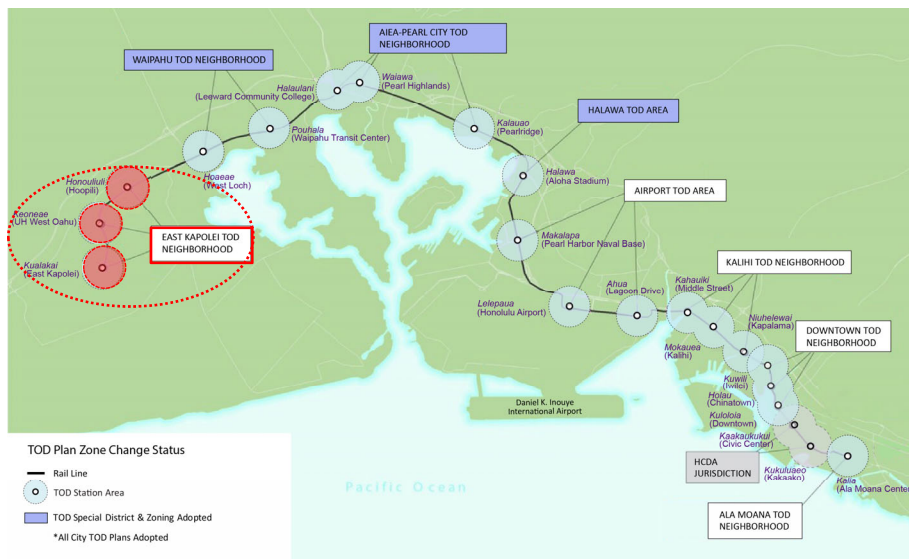 AIEA-PEARL CITY TOD
NEIGHBORHOOD
WAIPAHU TOD NEIGHBORHOOD
Halaulani
(Leeward Community College)
Waiawa
(Pearl Highlands)
HALAWA TOD AREA
Pouhala
(Waipahu Transit Center)
Kalauao
(Pearlridge)
Hoaeae
(West Loch)
Honouliuli
(Hoopili)
Halawa
(Aloha Stadium)
AIRPORT TOD AREA
Keoneae
(UH West Oahu)
EAST KAPOLEI TOD
NEIGHBORHOOD
Makalapa
(Pearl Harbor Naval Base)
Kualakai
(East Kapolei)
KALIHI TOD NEIGHBORHOOD
Kahauiki
(Middle Street)
Ahua
(Lagoon Drive)
Lelepaua
(Honolulu Airport)
Niuhelewai
(Kapalama)
Mokauea
(Kalihi)
DOWNTOWN TOD
NEIGHBORHOOD
Kuwili
(Iwilei)
Holau
(Chinatown)
Kuloloia
(Downtown)
Daniel K. Inouye
International Airport
Kaakaukukui
(Civic Center)
HCDA
JURISDICTION
Kukuluaeo
(Kakaako)
Kalia
(Ala Moana Center)
ALA MOANA TOD
NEIGHBORHOOD
Pacific Ocean
TOD Plan Zone Change Status
Rail Line
TOD Station Area
TOD Special District & Zoning Adopted
*All City TOD Plans Adopted